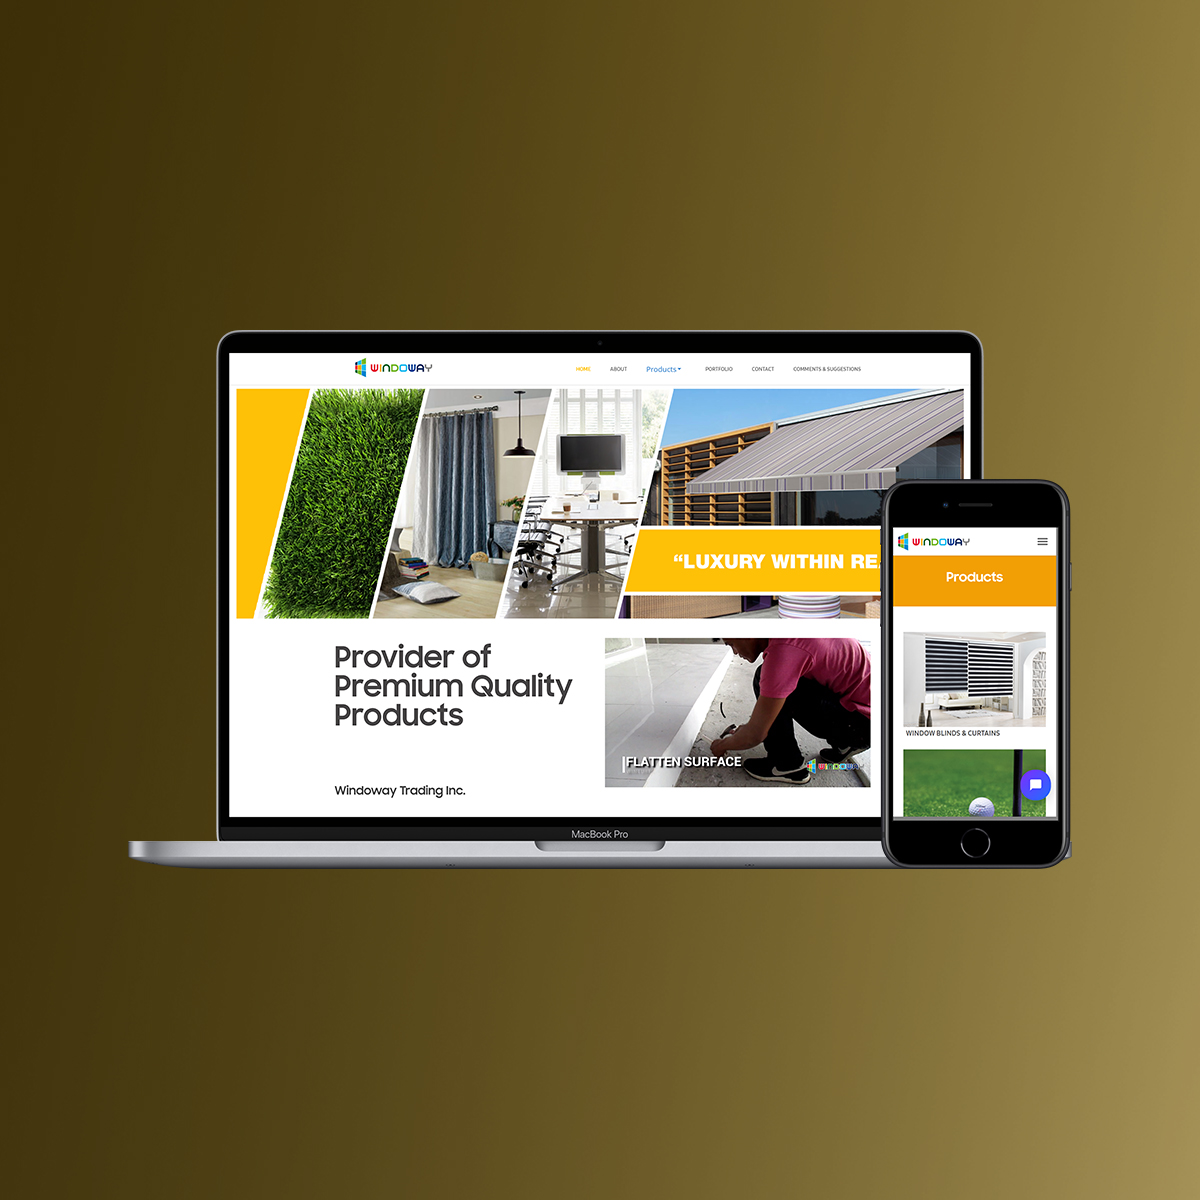 WINDOWAY
HOME ABOUT Products PORTFOLIO CONTACT COMMENTS & SUGGESTIONS
“LUXURY WITHIN RE
Provider of
Premium Quality
Products
Windoway Trading Inc.
FLATTEN SURFACE
WINDOWAY
MacBook Pro
WINDOWAY
Products
WINDOW BLINDS & CURTAINS